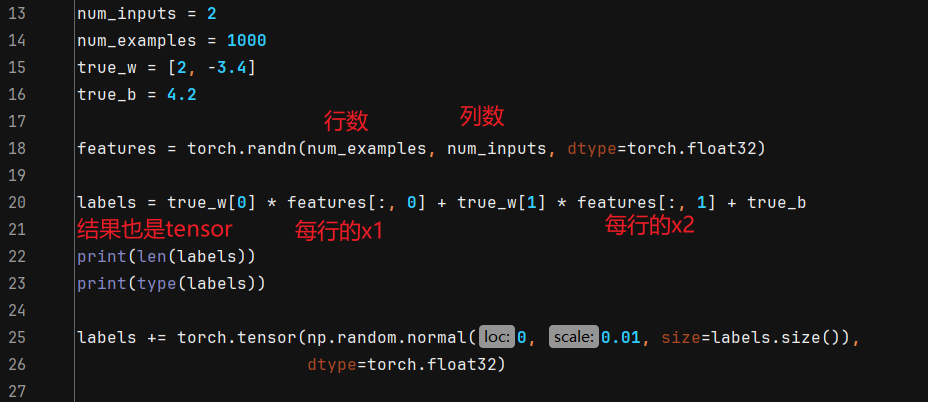 13 num_inputs = 2
14 num_examples = 1000
15 true_w = [2, -3.4]
16 true_b = 4.2
17 行数 列数
18 features = torch.randn(num_examples, num_inputs, dtype=torch.float32)
19
20 labels = true_w[0] * features[:, 0] + true_w[1] * features[:, 1] + true_b
21 结果也是tensor 每行的x1 每行的x2
22 print(len(labels))
23 print(type(labels))
24
25 labels += torch.tensor(np.random.normal(loc: 0, scale: 0.01, size=labels.size()),
26 dtype=torch.float32)
27